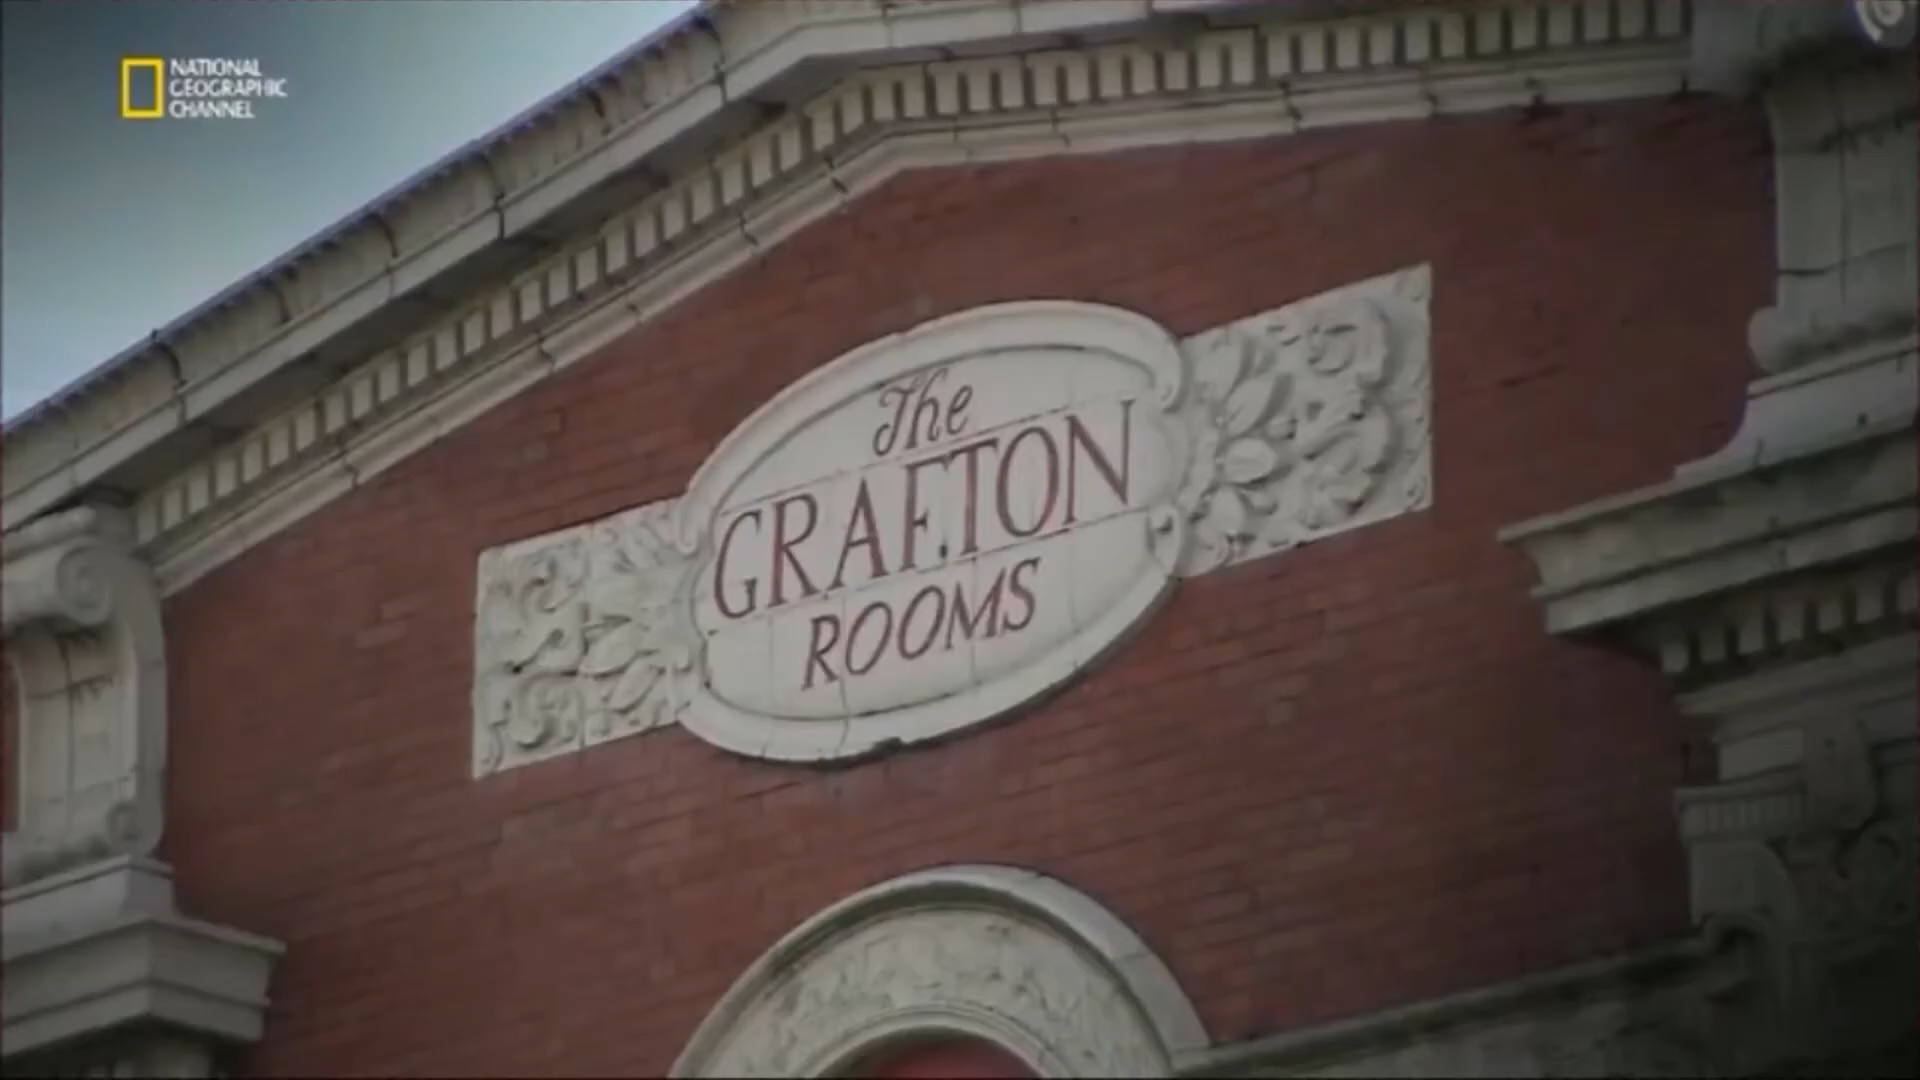 NATIONAL
GEOGRAPHIC
CHANNEL
The
GRAFTON
ROOMS